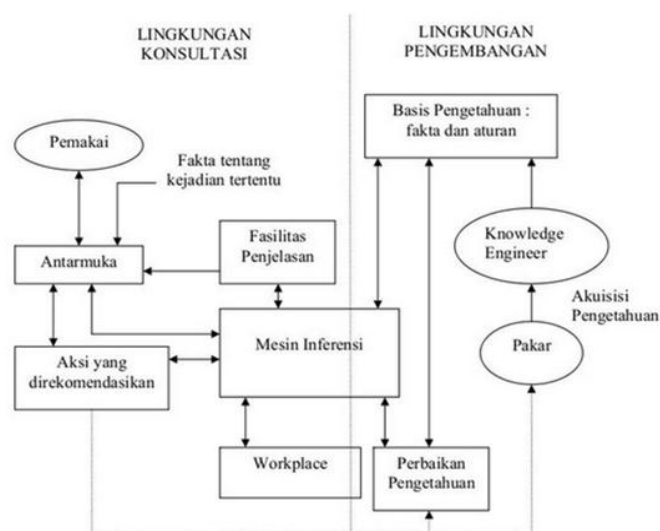 LINGKUNGAN
KONSULTASI
LINGKUNGAN
PENGEMBANGAN
Basis Pengetahuan :
fakta dan aturan
Pemakai
Fakta tentang
kejadian tertentu
Fasilitas
Penjelasan
Knowledge
Engineer
Antarmuka
Akuisisi
Pengetahuan
Mesin Inferensi
Pakar
Aksi yang
direkomendasikan
Workplace
Perbaikan
Pengetahuan